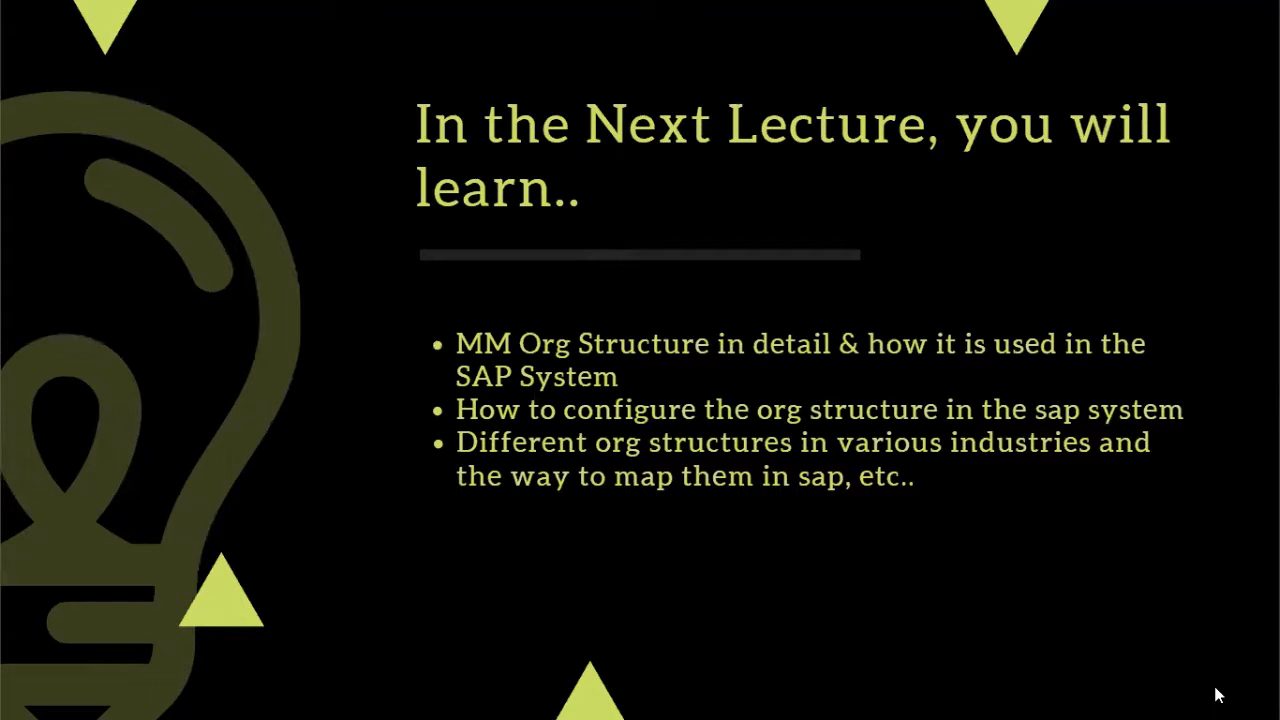 In the Next Lecture, you will
learn..
• MM Org Structure in detail & how it is used in the
SAP System
• How to configure the org structure in the sap system
• Different org structures in various industries and
the way to map them in sap, etc..